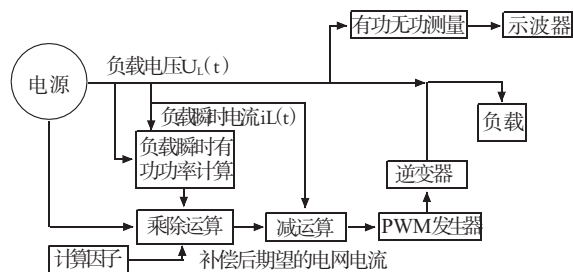 有功无功测量
示波器
电源
负载电压UL(t)
负载瞬时电流iL(t)
负载
负载瞬时有
功功率计算
逆变器
乘除运算
减运算
PWM发生器
计算因子
补偿后期望的电网电流